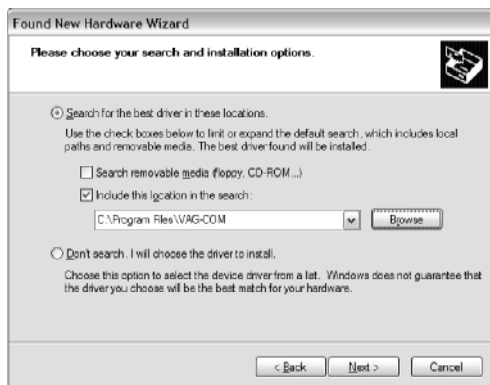 Found New Hardware Wizard
Please choose your search and installation options.
Search for the best driver in these locations.
Use the check boxes below to limit or expand the default search, which includes local
paths and removable media. The best driver found will be installed.
Search removable media (floppy, CD-ROM...)
Include this location in the search:
C:\Program Files\VAG-COM
Browse
Don't search. I will choose the driver to install.
Choose this option to select the device driver from a list. Windows does not guarantee that
the driver you choose will be the best match for your hardware.
< Back Next > Cancel